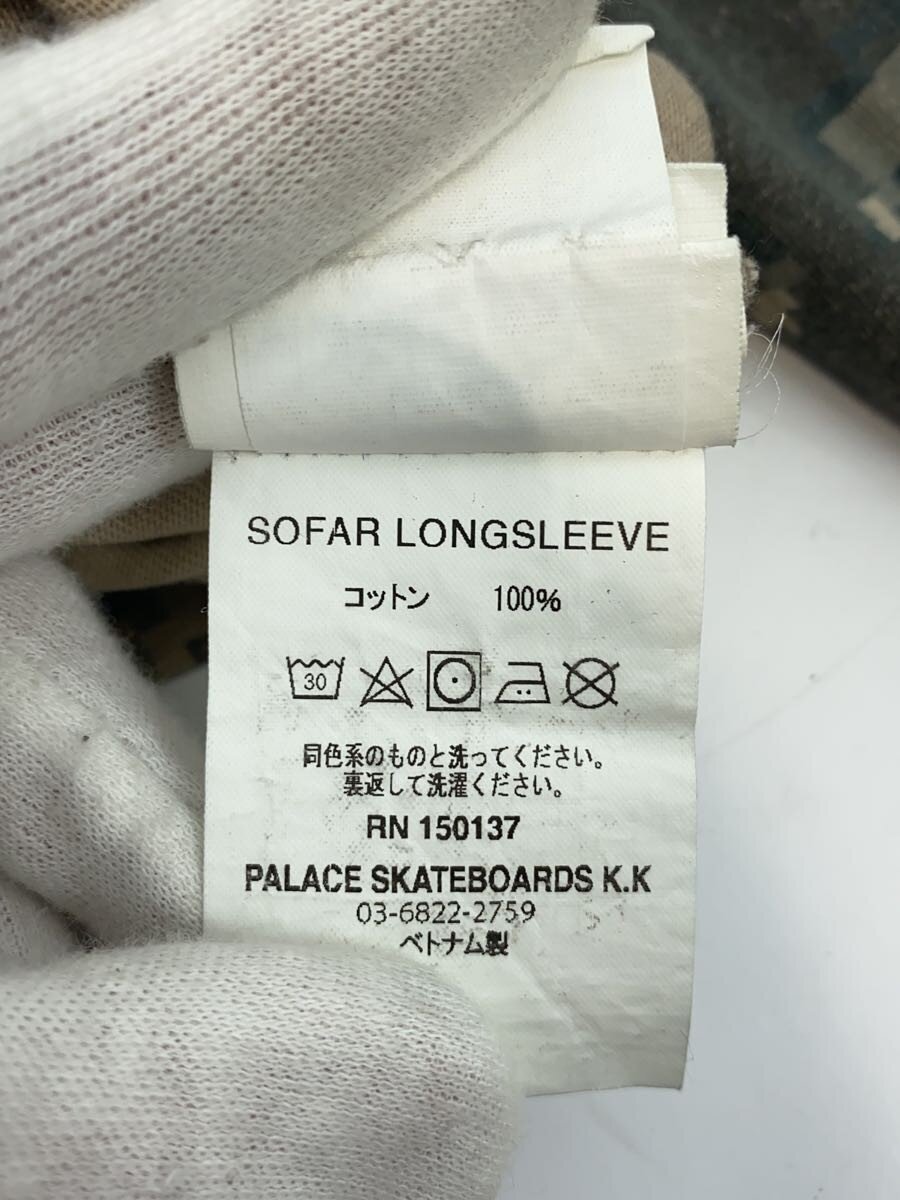 SOFAR LONGSLEEVE
コットン 100%
30
同色系のものと洗ってください。
裏返して洗濯ください。
RN 150137
PALACE SKATEBOARDS K.K
03-6822-2759
ベトナム製